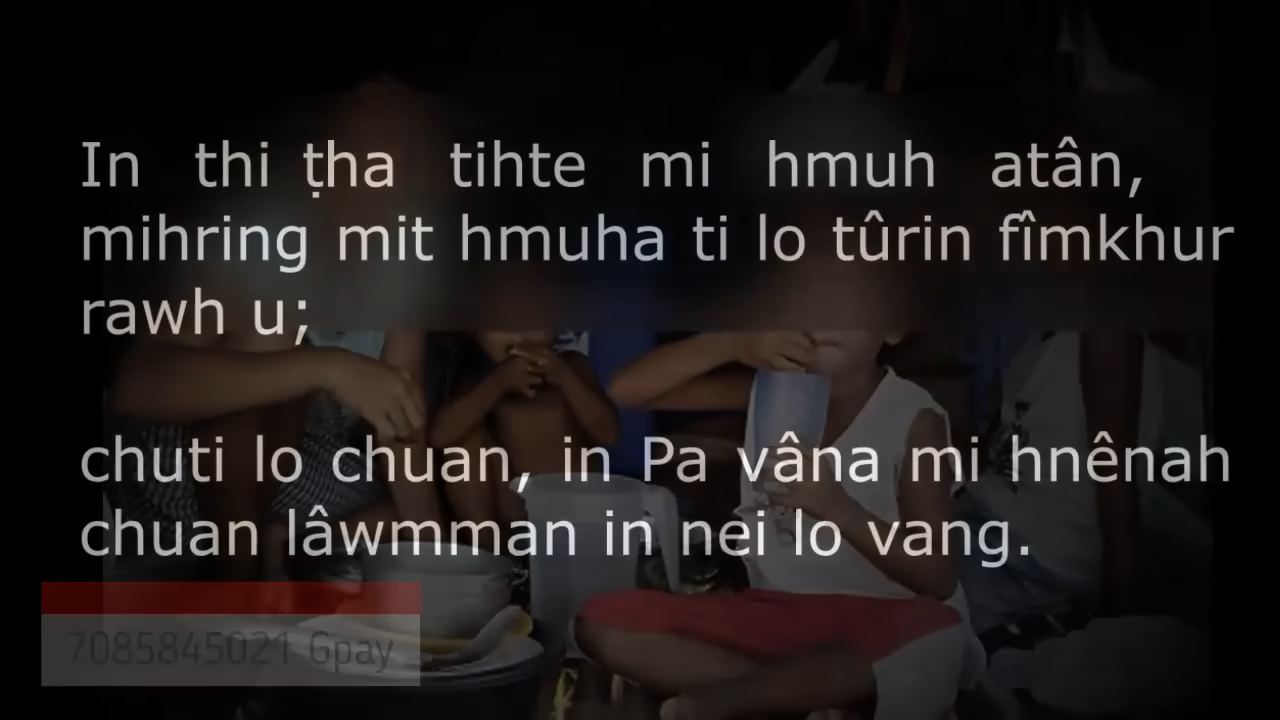 In thi ṭha tihte mi hmuh atân,
mihring mit hmuha ti lo tûrin fîmkhur
rawh u;
chuti lo chuan, in Pa vâna mi hnênah
chuan lâwmman in nei lo vang.
7085845021 Gpay